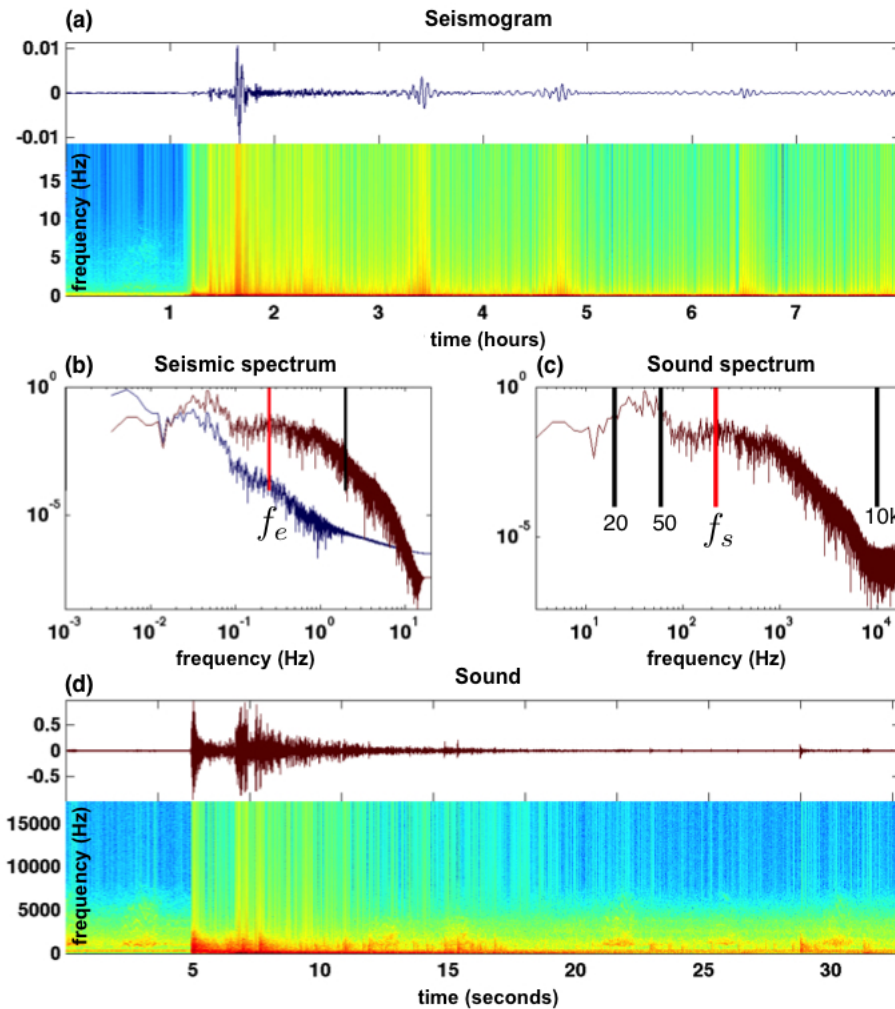 (a) Seismogram
0.01
0
-0.01
frequency (Hz)
15
10
5
0
1 2 3 4 5 6 7
time (hours)
(b) Seismic spectrum
10^0
10^-5
f_e
10^-3 10^-2 10^-1 10^0 10^1
frequency (Hz)
(c) Sound spectrum
10^0
10^-5
20 50 f_s 10k
10^1 10^2 10^3 10^4
frequency (Hz)
(d) Sound
0.5
0
-0.5
frequency (Hz)
15000
10000
5000
0
5 10 15 20 25 30
time (seconds)